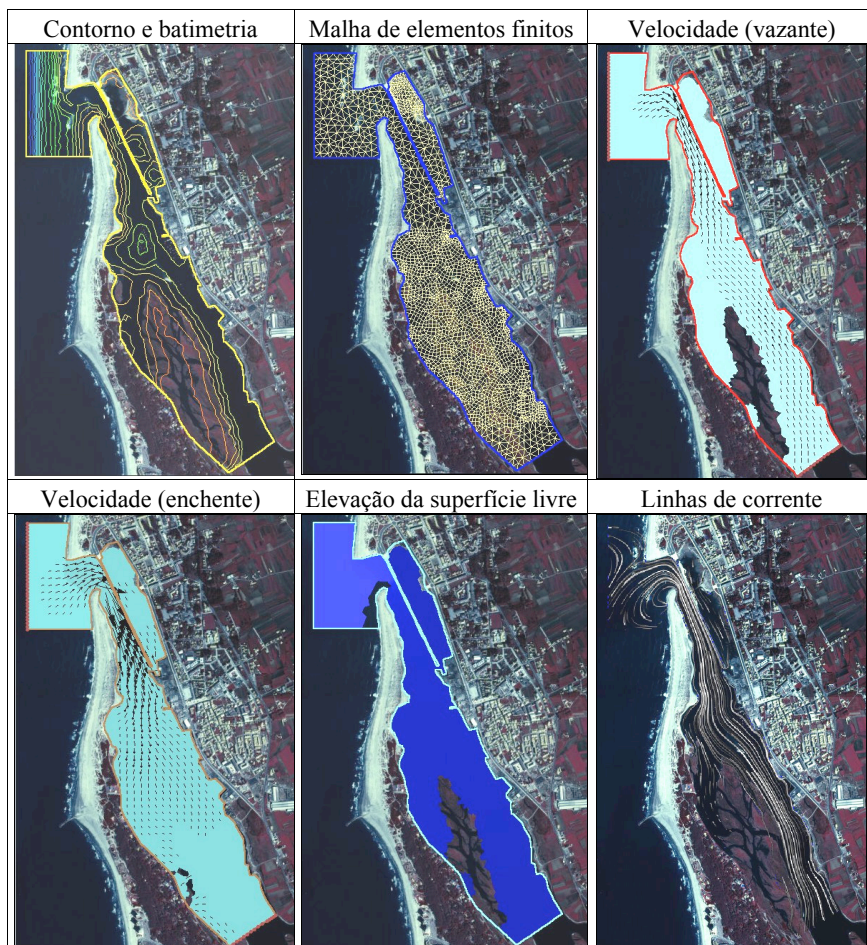 Contorno e batimetria
Malha de elementos finitos
Velocidade (vazante)
Velocidade (enchente)
Elevação da superfície livre
Linhas de corrente